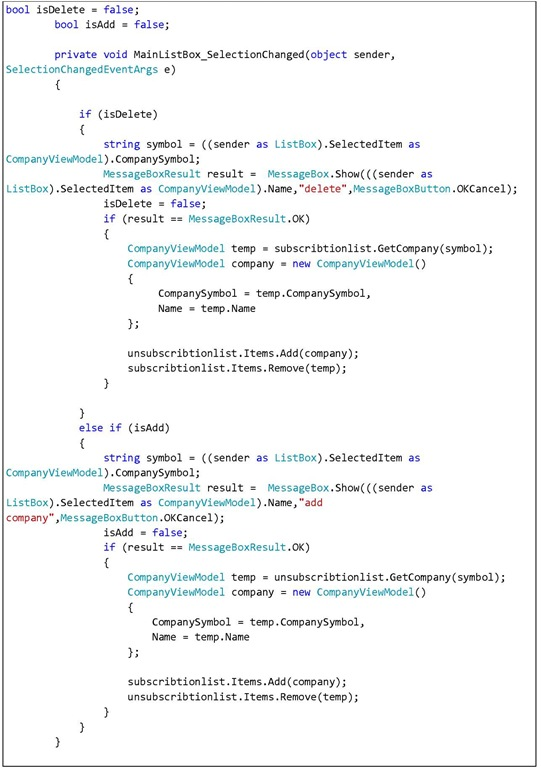 bool isDelete = false;
bool isAdd = false;
private void MainListBox_SelectionChanged(object sender,
SelectionChangedEventArgs e)
{
if (isDelete)
{
string symbol = ((sender as ListBox).SelectedItem as
CompanyViewModel).CompanySymbol;
MessageBoxResult result =  MessageBox.Show(((sender as
ListBox).SelectedItem as CompanyViewModel).Name,"delete",MessageBoxButton.OKCancel);
isDelete = false;
if (result == MessageBoxResult.OK)
{
CompanyViewModel temp = subscribtionlist.GetCompany(symbol);
CompanyViewModel company = new CompanyViewModel()
{
CompanySymbol = temp.CompanySymbol,
Name = temp.Name
};
unsubscribtionlist.Items.Add(company);
subscribtionlist.Items.Remove(temp);
}
}
else if (isAdd)
{
string symbol = ((sender as ListBox).SelectedItem as
CompanyViewModel).CompanySymbol;
MessageBoxResult result =  MessageBox.Show(((sender as
ListBox).SelectedItem as CompanyViewModel).Name,"add
company",MessageBoxButton.OKCancel);
isAdd = false;
if (result == MessageBoxResult.OK)
{
CompanyViewModel temp = unsubscribtionlist.GetCompany(symbol);
CompanyViewModel company = new CompanyViewModel()
{
CompanySymbol = temp.CompanySymbol,
Name = temp.Name
};
subscribtionlist.Items.Add(company);
unsubscribtionlist.Items.Remove(temp);
}
}
}